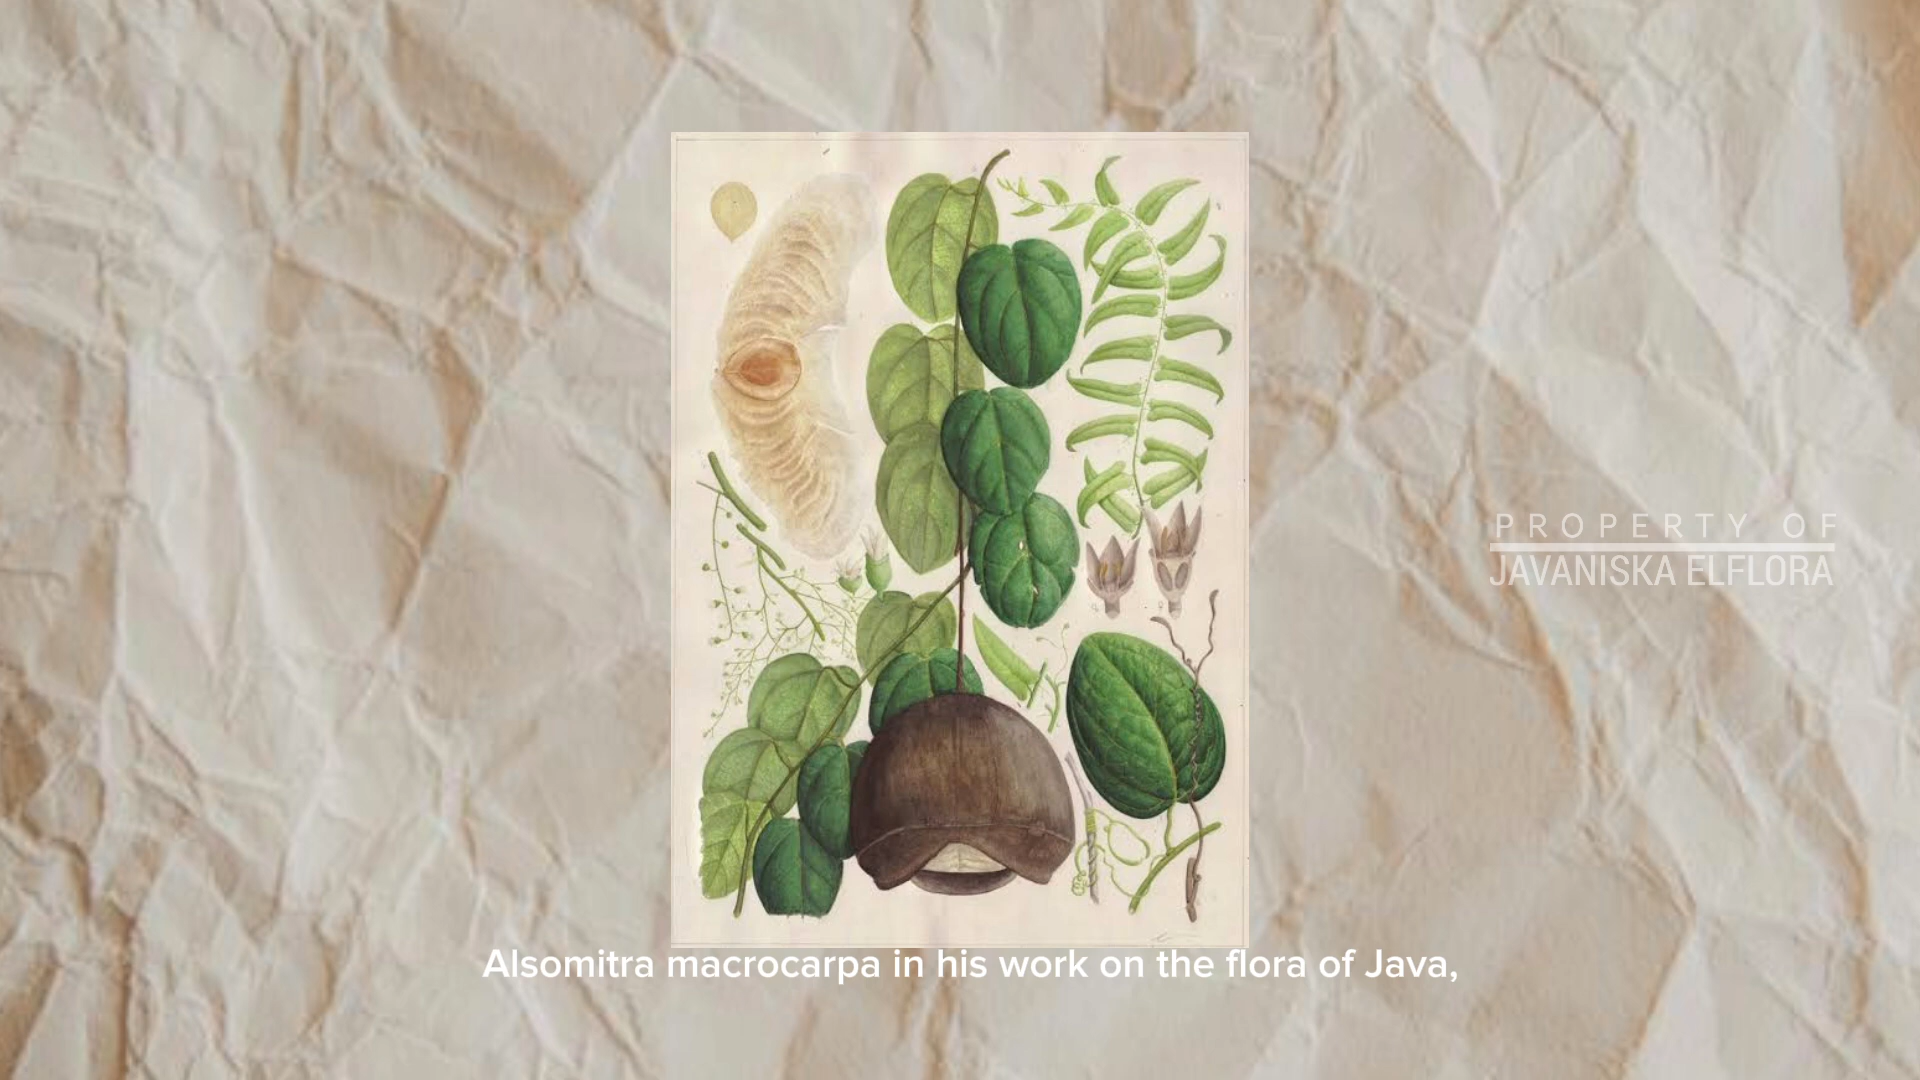 PROPERTY OF
JAVANISKA ELFLORA
Alsomitra macrocarpa in his work on the flora of Java,